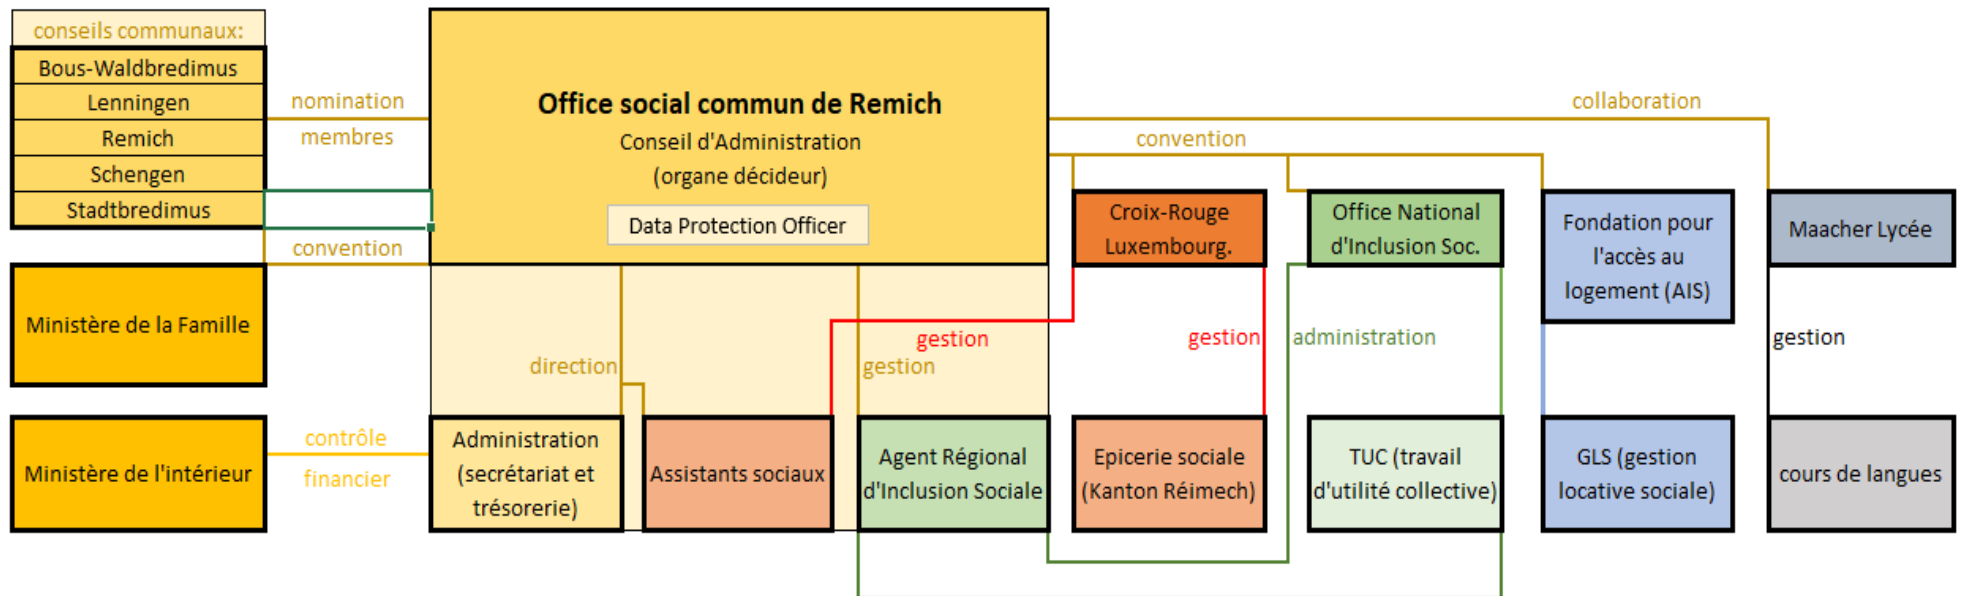 conseils communaux:
Bous-Waldbredimus
Lenningen
Remich
Schengen
Stadtbredimus
nomination
membres
convention
Office social commun de Remich
Conseil d'Administration
(organe décideur)
Data Protection Officer
collaboration
convention
Croix-Rouge
Luxembourg.
Office National
d'Inclusion Soc.
Fondation pour
l'accès au
logement (AIS)
Maacher Lycée
Ministère de la Famille
direction
gestion
gestion
gestion
administration
gestion
Ministère de l'intérieur
contrôle
financier
Administration
(secrétariat et
trésorerie)
Assistants sociaux
Agent Régional
d'Inclusion Sociale
Epicerie sociale
(Kanton Réimech)
TUC (travail
d'utilité collective)
GLS (gestion
locative sociale)
cours de langues